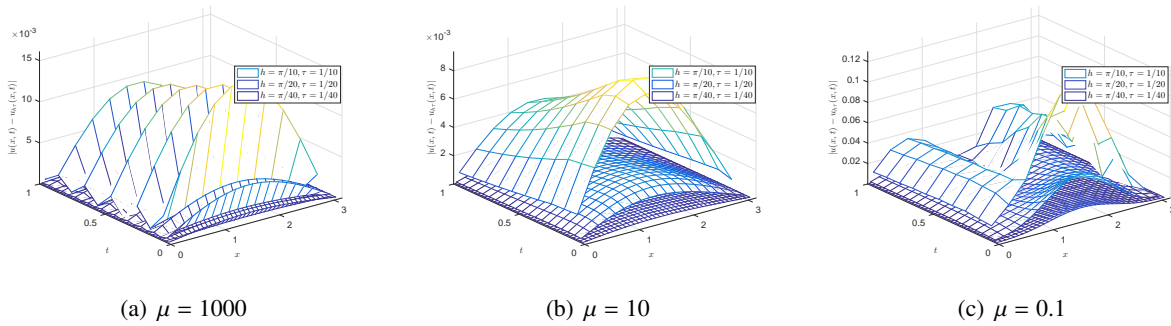 ×10⁻³
15
10
5
1
0.5
0
0
1
2
3
|u(x, t) − u_{hτ}(x, t)|
t
x
h = π/10, τ = 1/10
h = π/20, τ = 1/20
h = π/40, τ = 1/40
(a) μ = 1000
×10⁻³
8
6
4
2
1
0.5
0
0
1
2
3
|u(x, t) − u_{hτ}(x, t)|
t
x
h = π/10, τ = 1/10
h = π/20, τ = 1/20
h = π/40, τ = 1/40
(b) μ = 10
0.12
0.1
0.08
0.06
0.04
0.02
1
0.5
0
0
1
2
3
|u(x, t) − u_{hτ}(x, t)|
t
x
h = π/10, τ = 1/10
h = π/20, τ = 1/20
h = π/40, τ = 1/40
(c) μ = 0.1